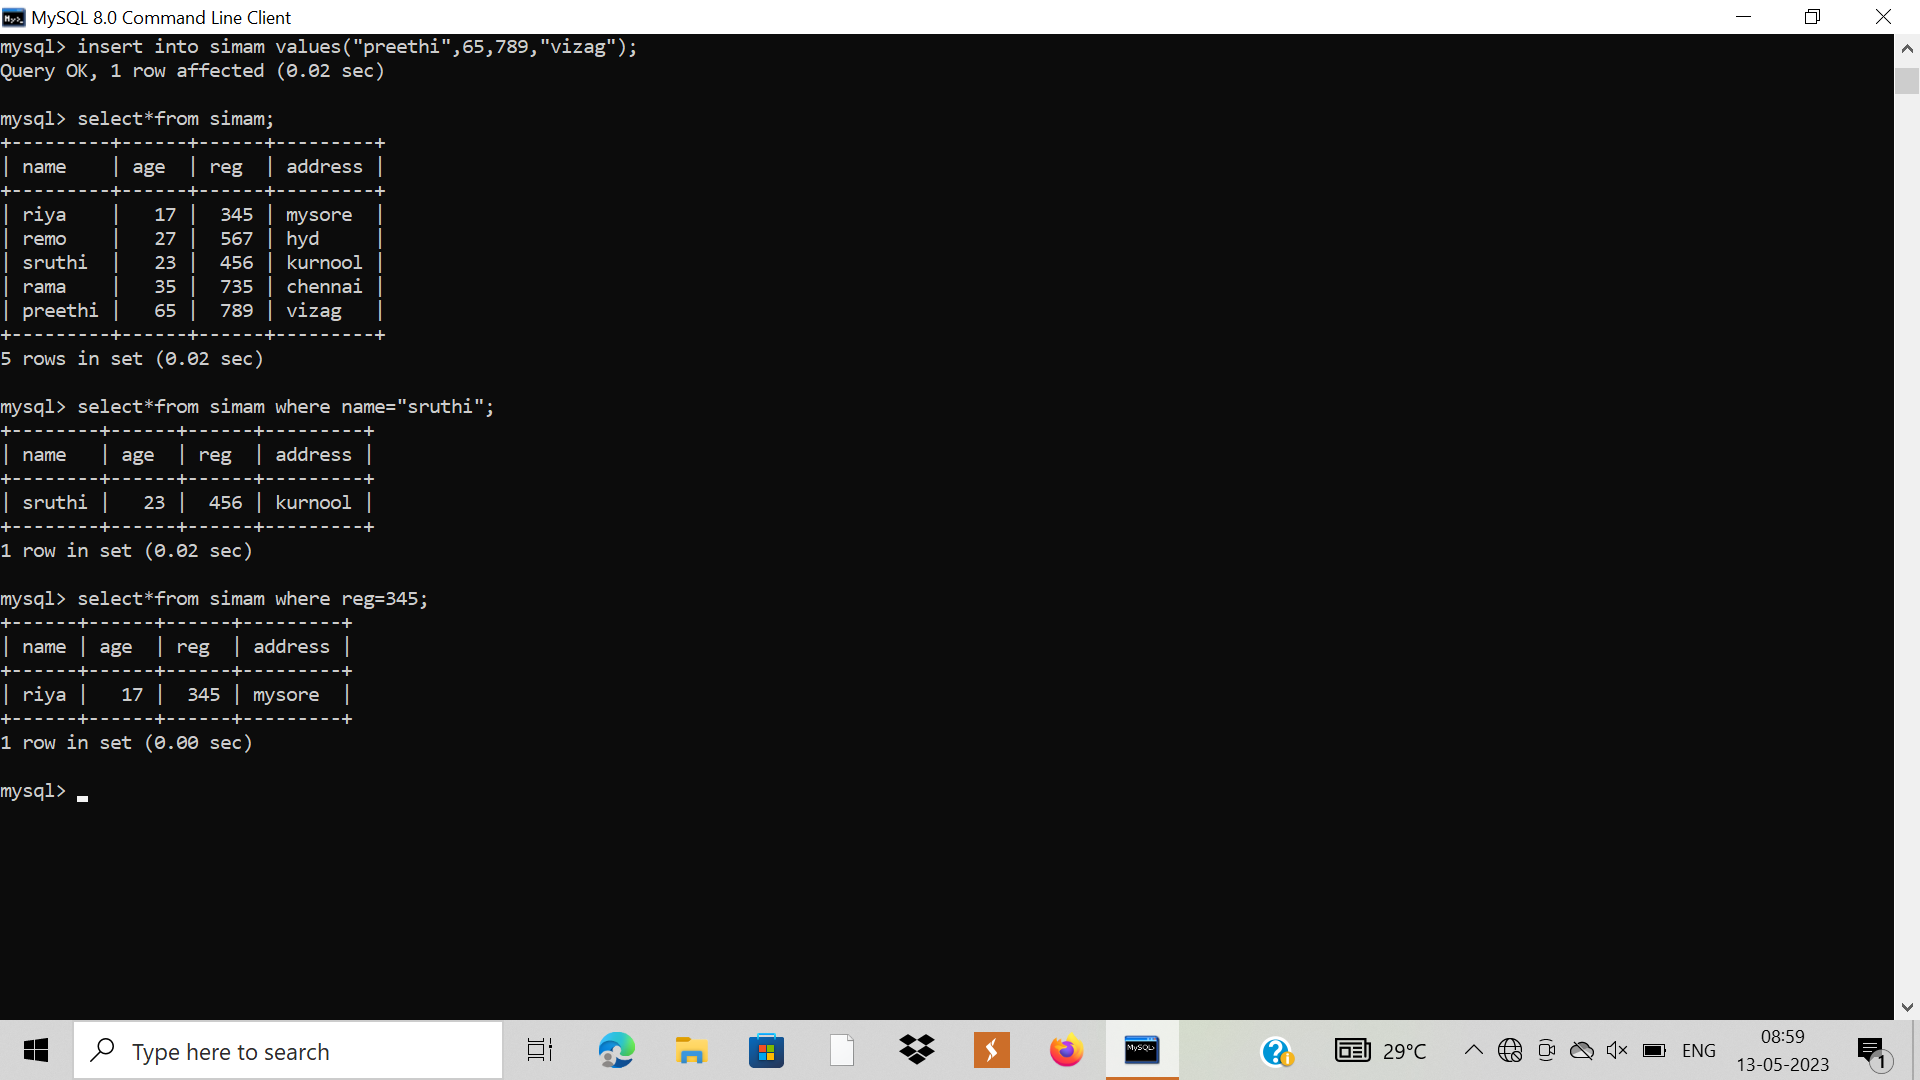 MySQL 8.0 Command Line Client
mysql> insert into simam values("preethi",65,789,"vizag");
Query OK, 1 row affected (0.02 sec)
mysql> select*from simam;
+---------+------+------+---------+
| name    | age  | reg  | address |
+---------+------+------+---------+
| riya    |   17 |  345 | mysore  |
| remo    |   27 |  567 | hyd     |
| sruthi  |   23 |  456 | kurnool |
| rama    |   35 |  735 | chennai |
| preethi |   65 |  789 | vizag   |
+---------+------+------+---------+
5 rows in set (0.02 sec)
mysql> select*from simam where name="sruthi";
+--------+------+------+---------+
| name   | age  | reg  | address |
+--------+------+------+---------+
| sruthi |   23 |  456 | kurnool |
+--------+------+------+---------+
1 row in set (0.02 sec)
mysql> select*from simam where reg=345;
+------+------+------+---------+
| name | age  | reg  | address |
+------+------+------+---------+
| riya |   17 |  345 | mysore  |
+------+------+------+---------+
1 row in set (0.00 sec)
mysql>
Type here to search
MySQL>
29°C
ENG
08:59
13-05-2023
1